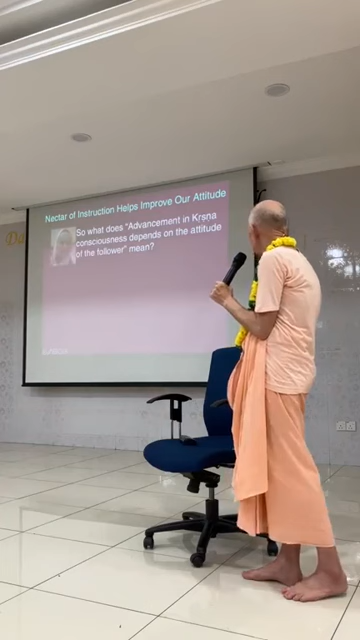 Nectar of Instruction Helps Improve Our Attitude
So what does "Advancement in Kṛṣṇa
consciousness depends on the attitude
of the follower" mean?